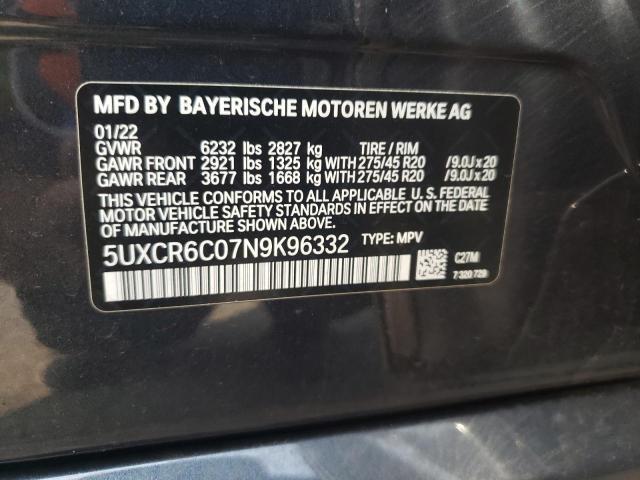 MFD BY BAYERISCHE MOTOREN WERKE AG
01/22
GVWR 6232 lbs 2827 kg TIRE / RIM
GAWR FRONT 2921 lbs 1325 kg WITH 275/45 R20 /9.0J x 20
GAWR REAR 3677 lbs 1668 kg WITH 275/45 R20 /9.0J x 20
THIS VEHICLE CONFORMS TO ALL APPLICABLE U. S. FEDERAL
MOTOR VEHICLE SAFETY STANDARDS IN EFFECT ON THE DATE
OF MANUFACTURE SHOWN ABOVE.
5UXCR6C07N9K96332 TYPE: MPV
C27M
7 320 729